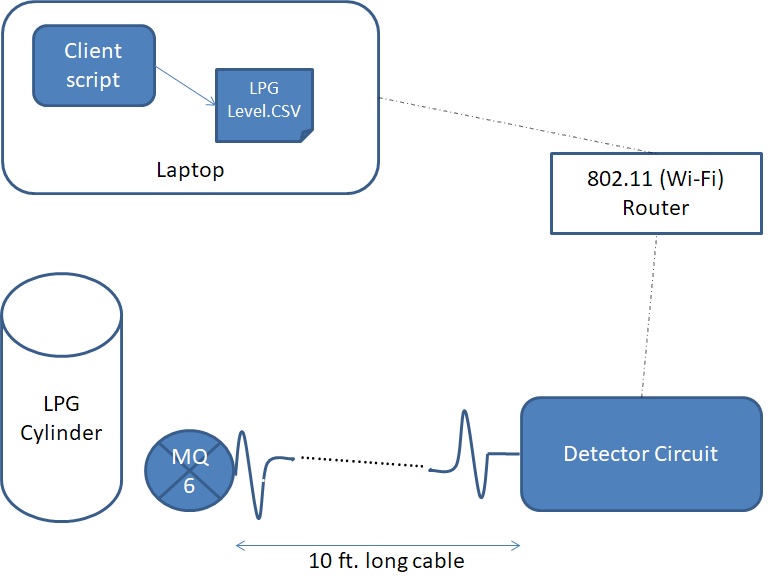 Client
script
LPG
Level.CSV
Laptop
802.11 (Wi-Fi)
Router
LPG
Cylinder
MQ
6
Detector Circuit
10 ft. long cable